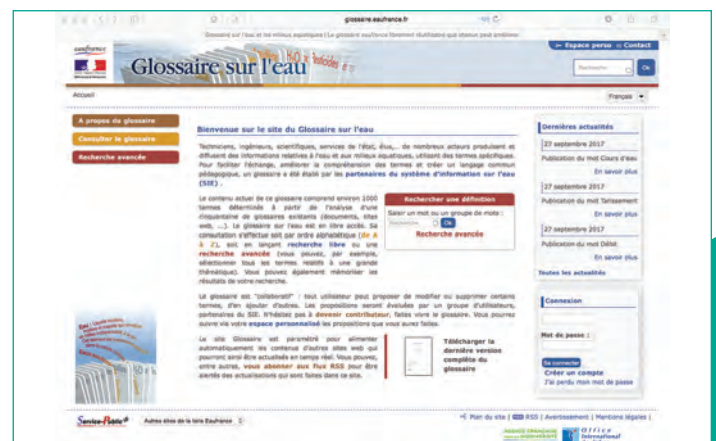 glossaire.eaufrance.fr
Glossaire sur l'eau et les milieux aquatiques | Le glossaire eaufrance librement réutilisable que chacun peut améliorer
Espace perso
Contact
eaufrance
Glossaire sur l'eau
H2O
Pesticides
Recherche
Ok
Accueil
Français
A propos du glossaire
Consulter le glossaire
Recherche avancée
Bienvenue sur le site du Glossaire sur l'eau
Techniciens, ingénieurs, scientifiques, services de l'état, élus,.. de nombreux acteurs produisent et
diffusent des informations relatives à l'eau et aux milieux aquatiques, utilisant des termes spécifiques.
Pour faciliter l'échange, améliorer la compréhension des termes et créer un langage commun
pédagogique, un glossaire a été établi par les partenaires du système d'information sur l'eau
(SIE) .
Le contenu actuel de ce glossaire comprend environ 1000
termes déterminés à partir de l'analyse d'une
cinquantaine de glossaires existants (documents, sites
web, ...). Le glossaire sur l'eau est en libre accès. Sa
consultation s'effectue soit par ordre alphabétique (de A
à Z), soit en lançant recherche libre ou une
recherche avancée (vous pouvez, par exemple,
sélectionner tous les termes relatifs à une grande
thématique). Vous pouvez également mémoriser les
résultats de votre recherche.
Rechercher une définition
Saisir un mot ou un groupe de mots :
Recherche
Ok
Recherche avancée
Le glossaire est "collaboratif" : tout utilisateur peut proposer de modifier ou supprimer certains
termes, d'en ajouter d'autres. Les propositions seront évaluées par un groupe d'utilisateurs,
partenaires du SIE. N'hésitez pas à devenir contributeur, faites vivre le glossaire. Vous pourrez
suivre via votre espace personnalisé les propositions que vous aurez faites.
Le site Glossaire est paramétré pour alimenter
automatiquement les contenus d'autres sites web qui
pourront ainsi être actualisés en temps réel. Vous pouvez,
entre autres, vous abonner aux flux RSS pour être
alertés des actualisations qui sont faites dans ce site.
Télécharger la
dernière version
complète du
glossaire
Dernières actualités
27 septembre 2017
Publication du mot Cours d'eau
En savoir plus
27 septembre 2017
Publication du mot Tarissement
En savoir plus
27 septembre 2017
Publication du mot Débit
En savoir plus
Toutes les actualités
Connexion
Mot de passe :
Se connecter
Créer un compte
J'ai perdu mon mot de passe
Service-Public
Autres sites de la toile Eaufrance
Plan du site | RSS | Avertissement | Mentions légales |
AGENCE FRANÇAISE
POUR LA BIODIVERSITÉ
Office
International